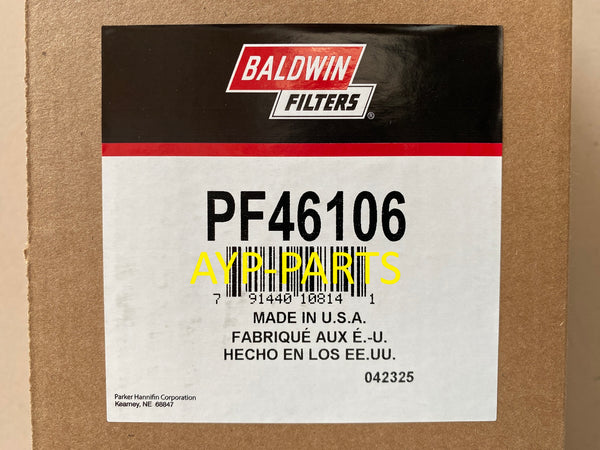 BALDWIN
FILTERS®
PF46106
AYP-PARTS
7 91440 10814 1
MADE IN U.S.A.
FABRIQUÉ AUX É.-U.
HECHO EN LOS EE.UU.
042325
Parker Hannifin Corporation
Kearney, NE 68847